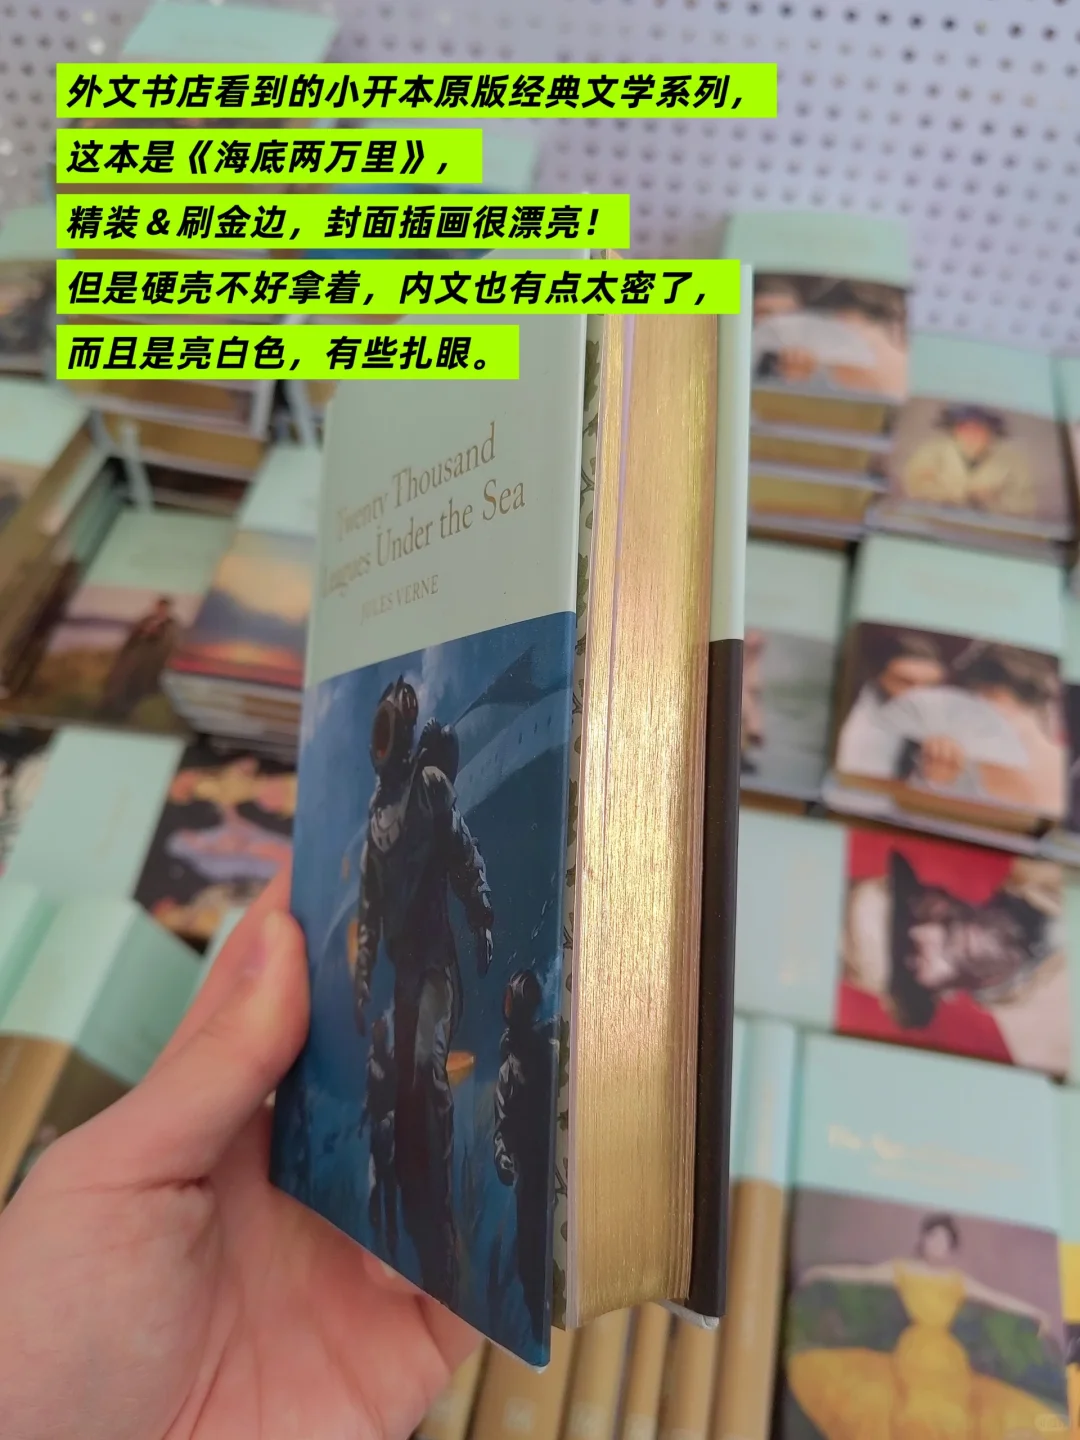 外文书店看到的小开本原版经典文学系列，
这本是《海底两万里》，
精装＆刷金边，封面插画很漂亮！
但是硬壳不好拿着，内文也有点太密了，
而且是亮白色，有些扎眼。
Twenty Thousand
Leagues Under the Sea
JULES VERNE